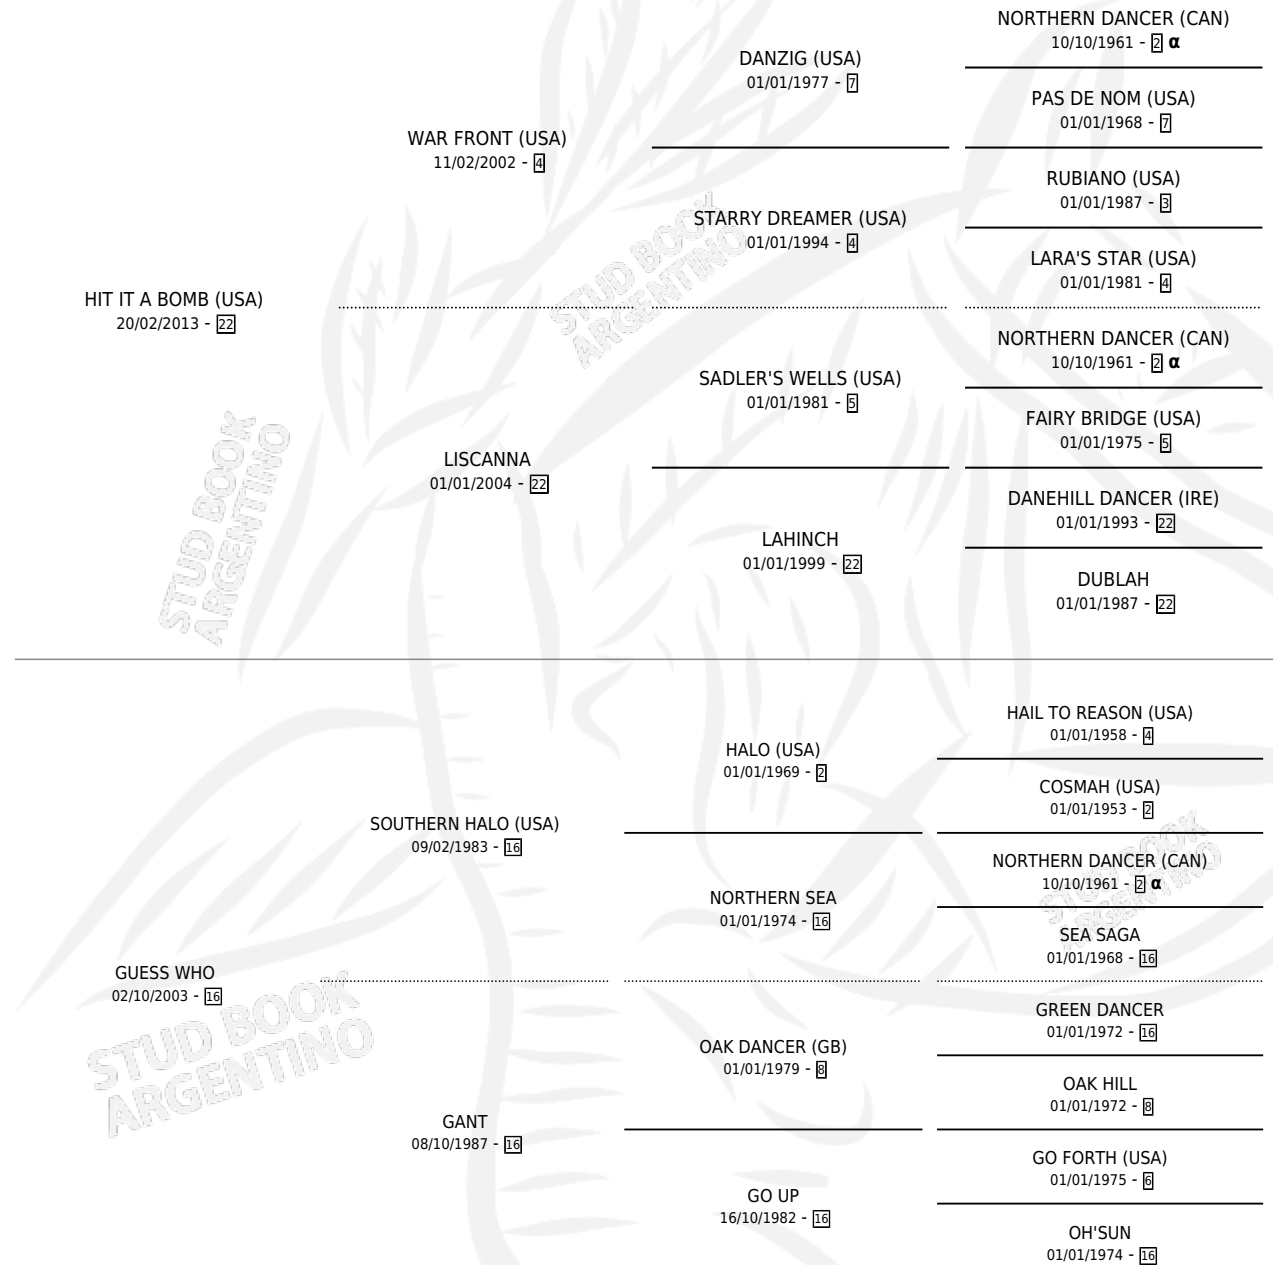 NORTHERN DANCER (CAN)
10/10/1961 - 2 α
DANZIG (USA)
01/01/1977 - 7
PAS DE NOM (USA)
01/01/1968 - 7
WAR FRONT (USA)
11/02/2002 - 4
RUBIANO (USA)
01/01/1987 - 3
STARRY DREAMER (USA)
01/01/1994 - 4
LARA'S STAR (USA)
01/01/1981 - 4
HIT IT A BOMB (USA)
20/02/2013 - 22
NORTHERN DANCER (CAN)
10/10/1961 - 2 α
SADLER'S WELLS (USA)
01/01/1981 - 5
FAIRY BRIDGE (USA)
01/01/1975 - 5
LISCANNA
01/01/2004 - 22
DANEHILL DANCER (IRE)
01/01/1993 - 22
LAHINCH
01/01/1999 - 22
DUBLAH
01/01/1987 - 22
HAIL TO REASON (USA)
01/01/1958 - 4
HALO (USA)
01/01/1969 - 2
COSMAH (USA)
01/01/1953 - 2
SOUTHERN HALO (USA)
09/02/1983 - 16
NORTHERN DANCER (CAN)
10/10/1961 - 2 α
NORTHERN SEA
01/01/1974 - 16
SEA SAGA
01/01/1968 - 16
GUESS WHO
02/10/2003 - 16
GREEN DANCER
01/01/1972 - 16
OAK DANCER (GB)
01/01/1979 - 8
OAK HILL
01/01/1972 - 8
GANT
08/10/1987 - 16
GO FORTH (USA)
01/01/1975 - 6
GO UP
16/10/1982 - 16
OH'SUN
01/01/1974 - 16
STUD BOOK
ARGENTINO
STUD BOOK
ARGENTINO
STUD BOOK
ARGENTINO
STUD BOOK
ARGENTINO